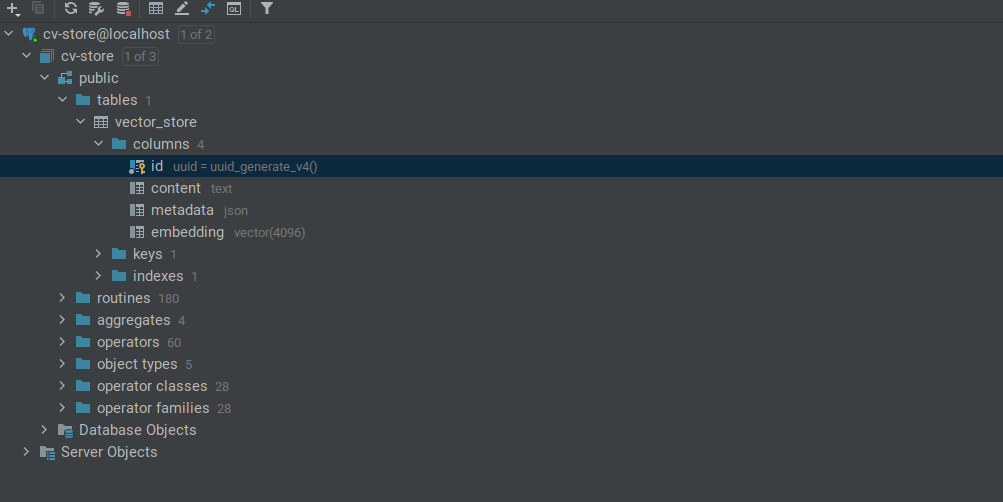 QL
cv-store@localhost 1 of 2
cv-store 1 of 3
public
tables 1
vector_store
columns 4
id uuid = uuid_generate_v4()
content text
metadata json
embedding vector(4096)
keys 1
indexes 1
routines 180
aggregates 4
operators 60
object types 5
operator classes 28
operator families 28
Database Objects
Server Objects